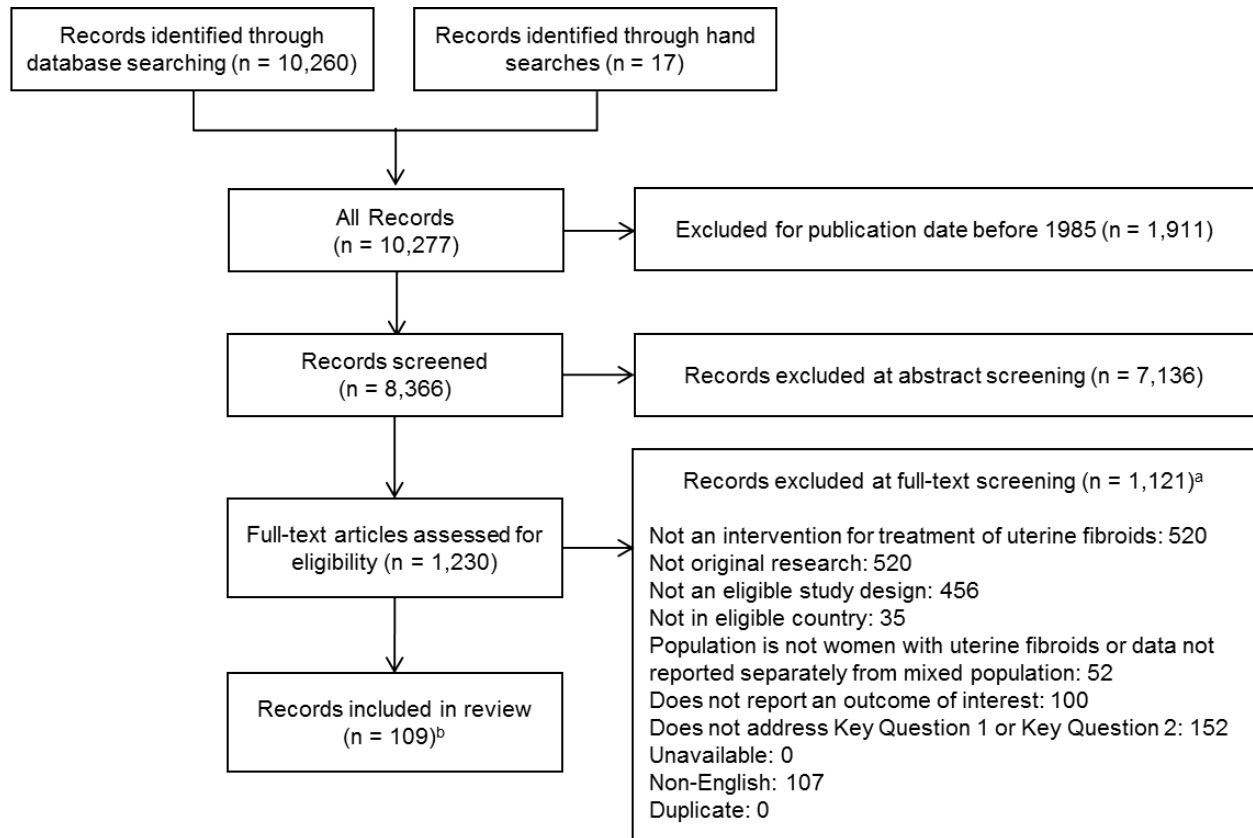 Records identified through
database searching (n = 10,260)
Records identified through hand
searches (n = 17)
All Records
(n = 10,277)
Excluded for publication date before 1985 (n = 1,911)
Records screened
(n = 8,366)
Records excluded at abstract screening (n = 7,136)
Full-text articles assessed for
eligibility (n = 1,230)
Records excluded at full-text screening (n = 1,121)ᵃ
Not an intervention for treatment of uterine fibroids: 520
Not original research: 520
Not an eligible study design: 456
Not in eligible country: 35
Population is not women with uterine fibroids or data not
reported separately from mixed population: 52
Does not report an outcome of interest: 100
Does not address Key Question 1 or Key Question 2: 152
Unavailable: 0
Non-English: 107
Duplicate: 0
Records included in review
(n = 109)ᵇ